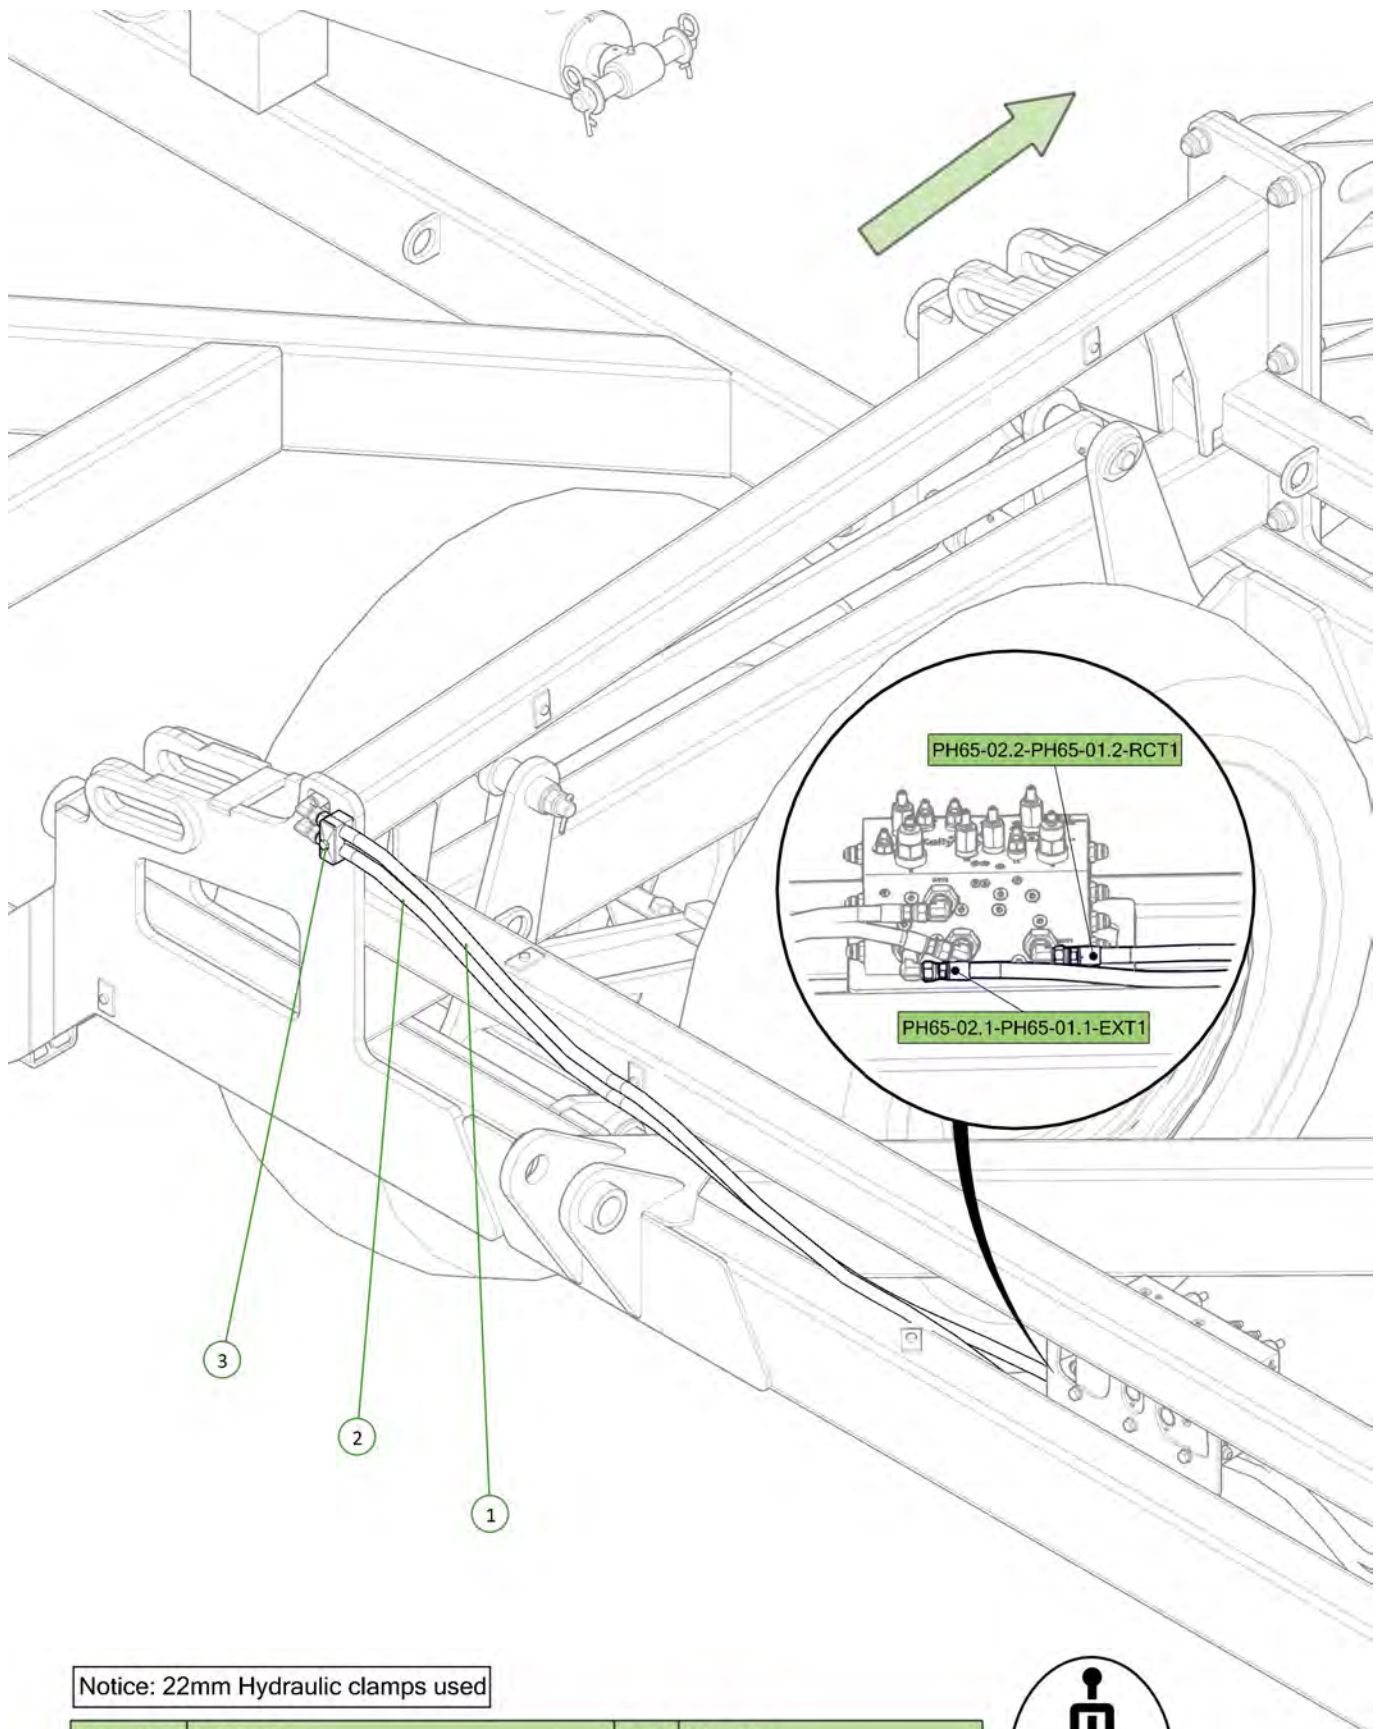 PH65-02.2-PH65-01.2-RCT1
PH65-02.1-PH65-01.1-EXT1
3
2
1
Notice: 22mm Hydraulic clamps used